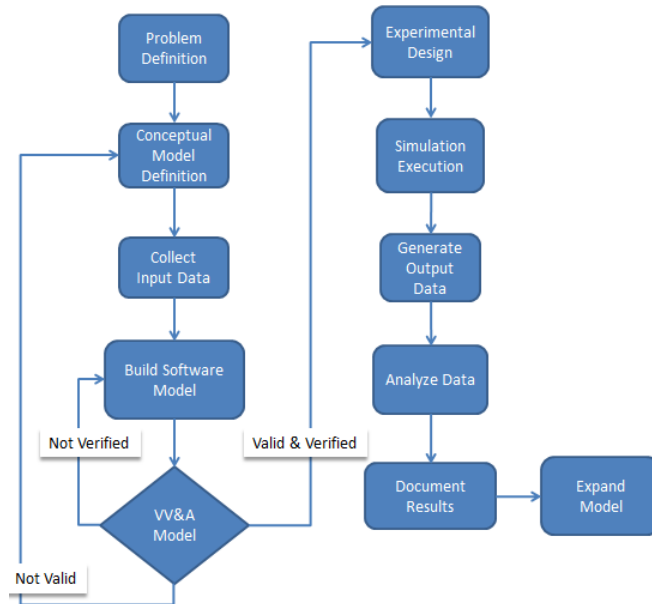 Problem
Definition
Conceptual
Model
Definition
Collect
Input Data
Build Software
Model
Not Verified
VV&A
Model
Not Valid
Valid & Verified
Experimental
Design
Simulation
Execution
Generate
Output
Data
Analyze Data
Document
Results
Expand
Model